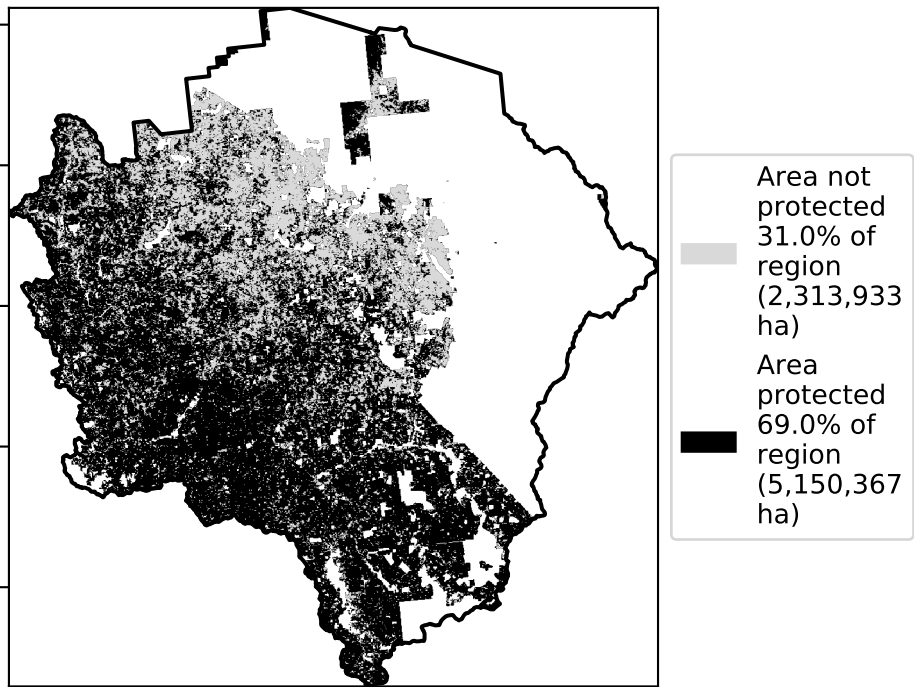 Area not
protected
31.0% of
region
(2,313,933
ha)
Area
protected
69.0% of
region
(5,150,367
ha)